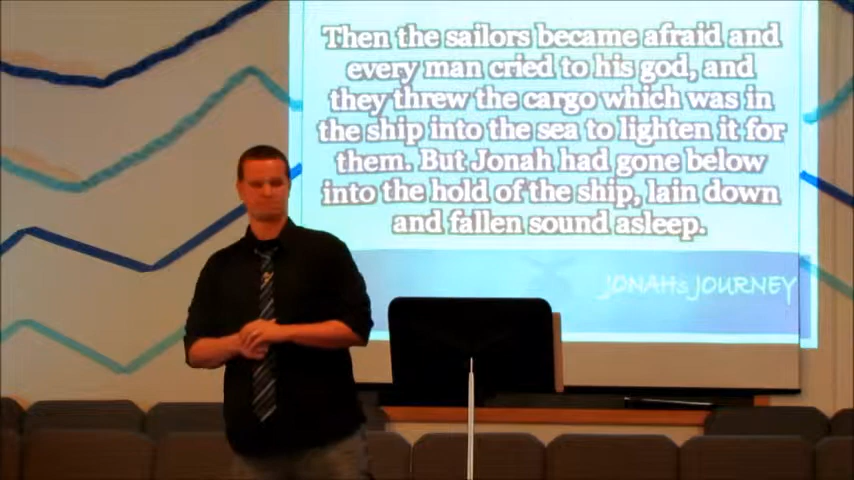 Then the sailors became afraid and
every man cried to his god, and
they threw the cargo which was in
the ship into the sea to lighten it for
them. But Jonah had gone below
into the hold of the ship, lain down
and fallen sound asleep.
JONAHs JOURNEY